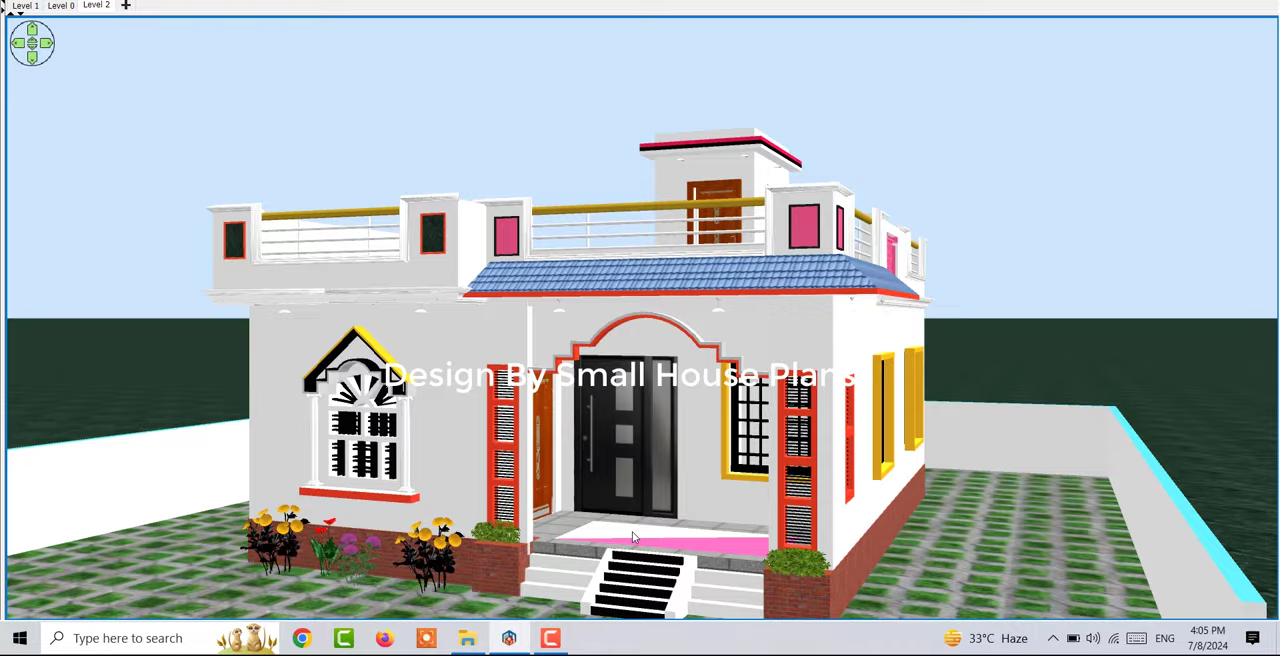 Level 1 Level 0 Level 2
Design By Small House Plans
Type here to search
33°C Haze
ENG
4:05 PM
7/8/2024